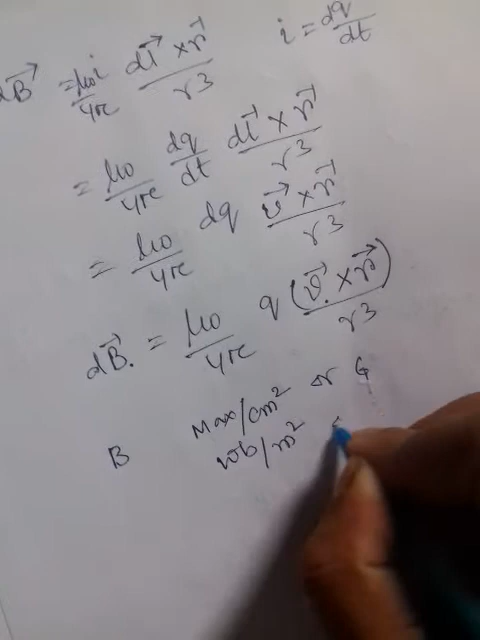 dB⃗ = μ₀i/4π dl⃗ × r⃗/r³ i = dq/dt
= μ₀/4π dq/dt dl⃗ × r⃗/r³
= μ₀/4π dq v⃗ × r⃗/r³
dB⃗. = μ₀/4π q (v⃗. × r⃗)/r³
B Max/cm² or G
wb/m²